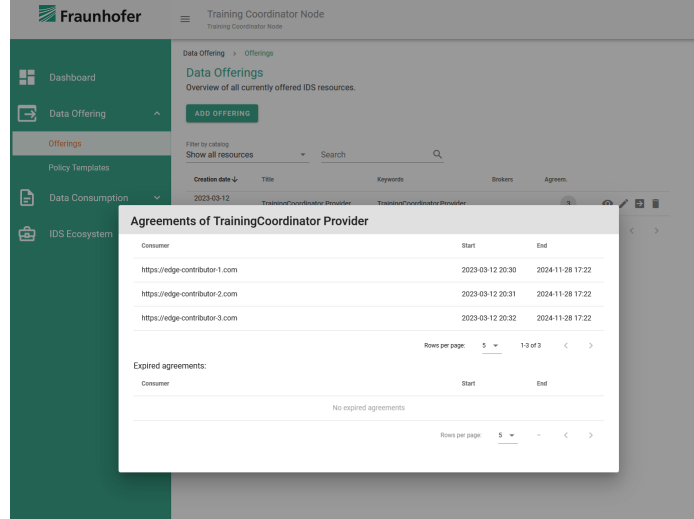 Fraunhofer
Training Coordinator Node
Training Coordinator Node
Dashboard
Data Offering
Offerings
Policy Templates
Data Consumption
IDS Ecosystem
Data Offering > Offerings
Data Offerings
Overview of all currently offered IDS resources.
ADD OFFERING
Filter by catalog
Show all resources
Search
Creation date ↓ Title Keywords Brokers Agreem.
2023-03-12
TrainingCoordinator Provider TrainingCoordinator Provider 3
Agreements of TrainingCoordinator Provider
Consumer Start End
https://edge-contributor-1.com 2023-03-12 20:30 2024-11-28 17:22
https://edge-contributor-2.com 2023-03-12 20:31 2024-11-28 17:22
https://edge-contributor-3.com 2023-03-12 20:32 2024-11-28 17:22
Rows per page: 5 1-3 of 3
Expired agreements:
Consumer Start End
No expired agreements
Rows per page: 5 –